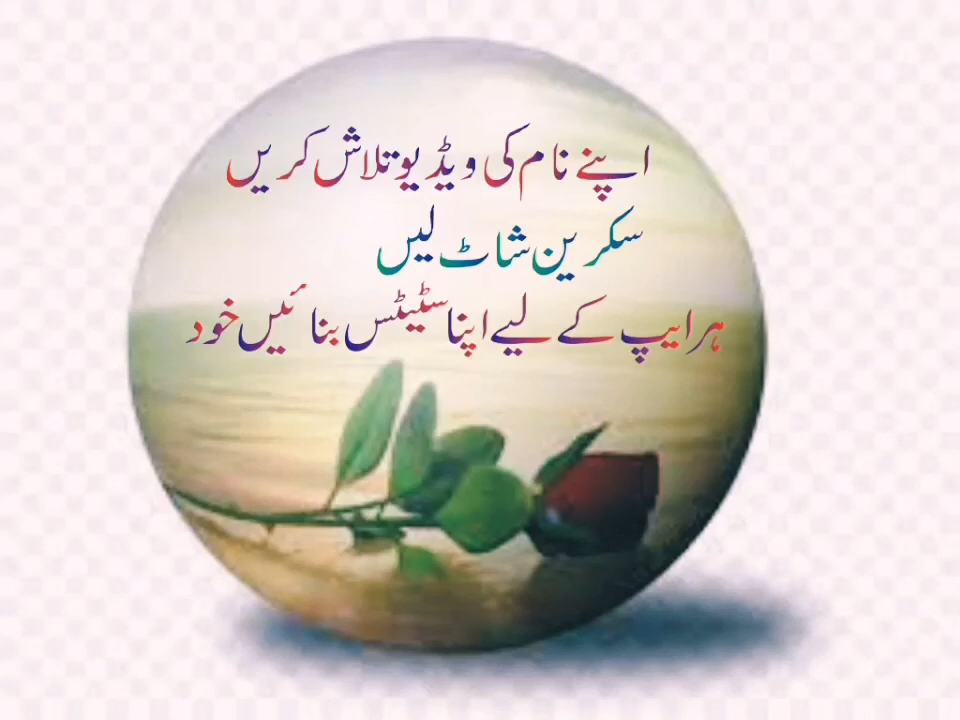 اپنے نام کی ویڈیو تلاش کریں
سکرین شاٹ لیں
ہر ایپ کے لیے اپنا سٹیٹس بنائیں خود